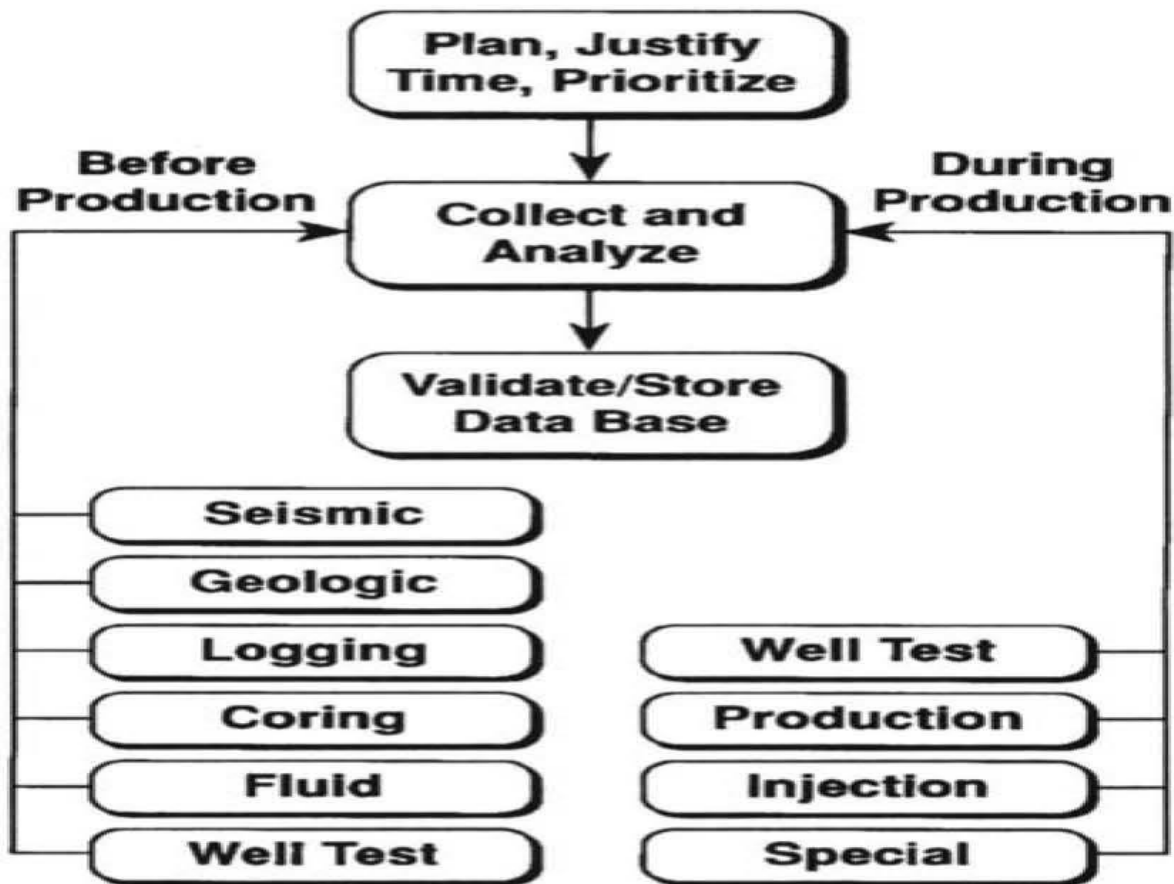 Plan, Justify
Time, Prioritize
Before
Production
During
Production
Collect and
Analyze
Validate/Store
Data Base
Seismic
Geologic
Logging
Coring
Fluid
Well Test
Well Test
Production
Injection
Special